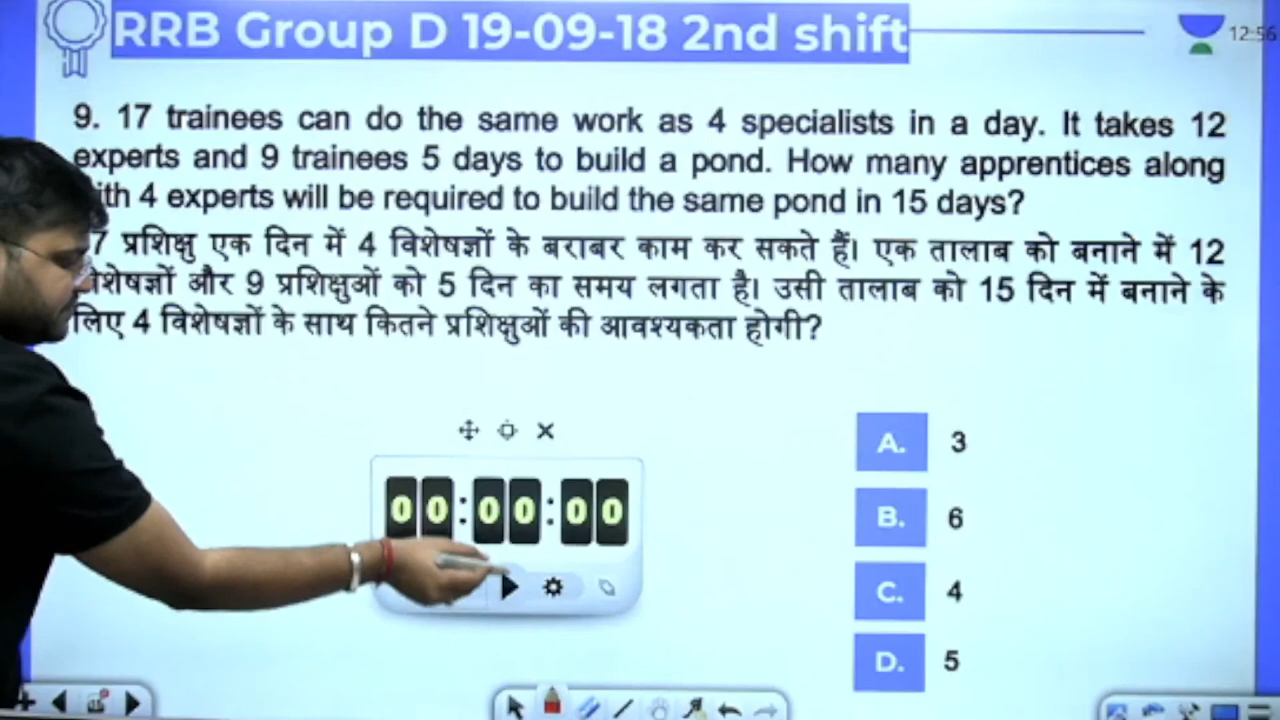 RRB Group D 19-09-18 2nd shift
12:56
9. 17 trainees can do the same work as 4 specialists in a day. It takes 12
experts and 9 trainees 5 days to build a pond. How many apprentices along
4 experts will be required to build the same pond in 15 days?
7 प्रशिक्षु एक दिन में 4 विशेषज्ञों के बराबर काम कर सकते हैं। एक तालाब को बनाने में 12
और 9 प्रशिक्षुओं को 5 दिन का समय लगता है। उसी तालाब को 15 दिन में बनाने के
लिए 4 विशेषज्ञों के साथ कितने प्रशिक्षुओं की आवश्यकता होगी?
00:00:00
A. 3
B. 6
C. 4
D. 5